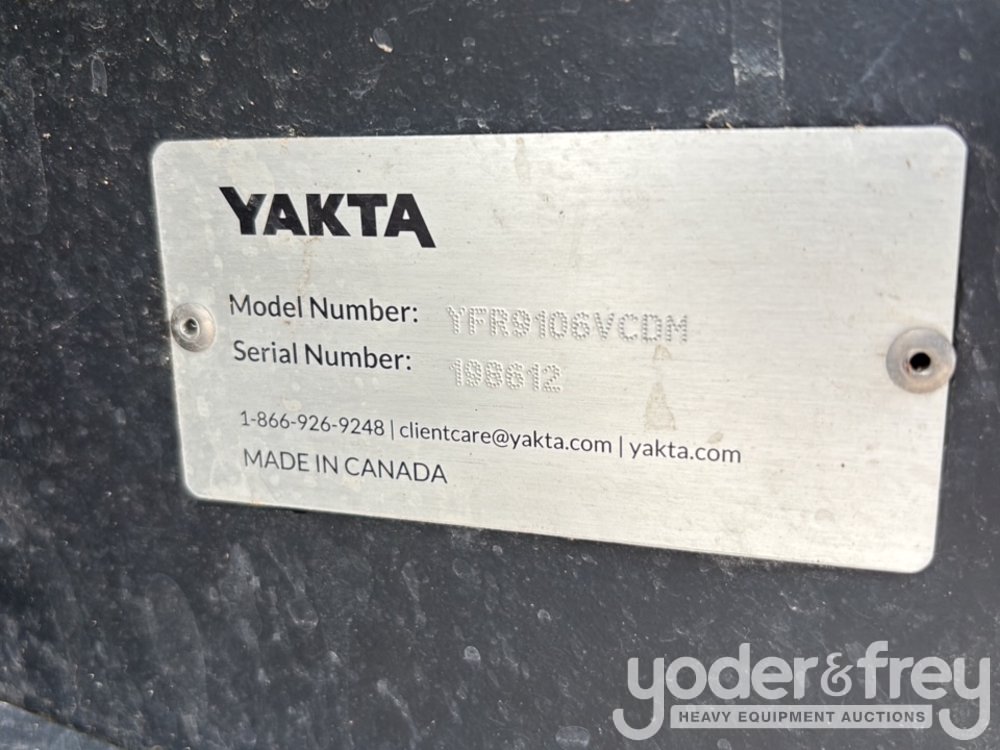 YAKTA
Model Number: YFR9106VCDM
Serial Number: 198612
1-866-926-9248 | clientcare@yakta.com | yakta.com
MADE IN CANADA
yoder&frey
HEAVY EQUIPMENT AUCTIONS